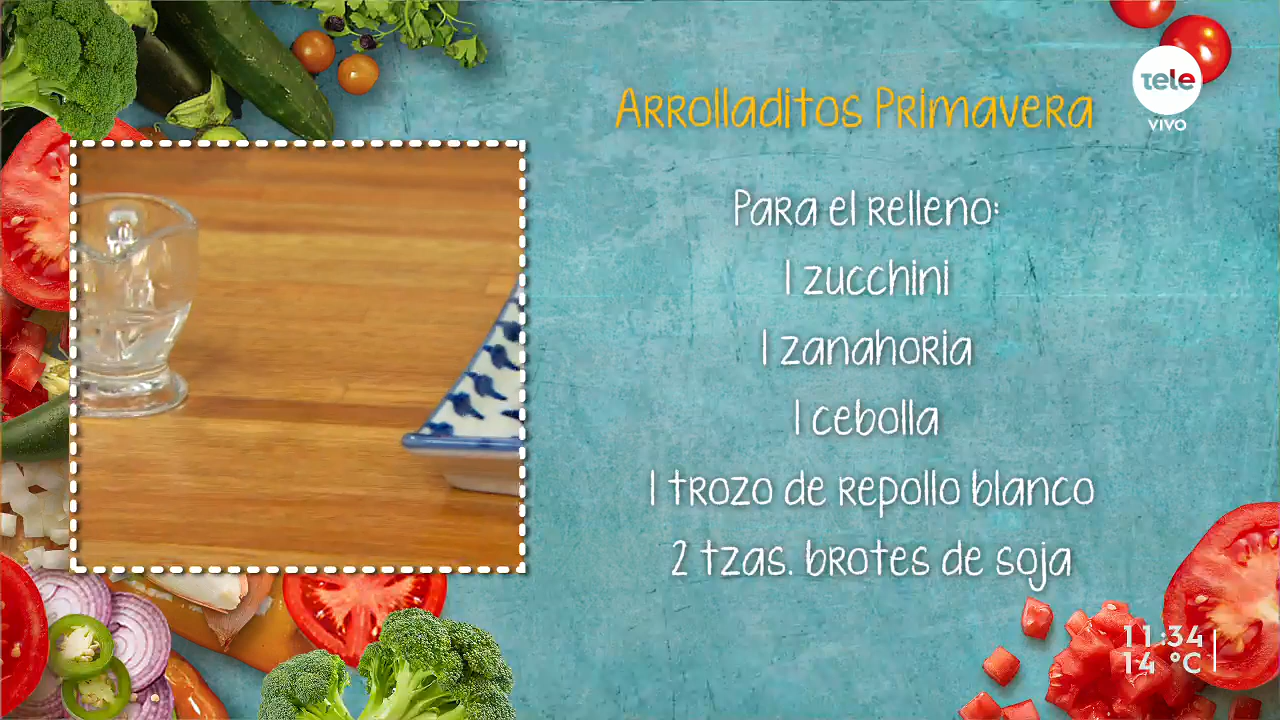 Arrolladitos Primavera
tele
VIVO
Para el relleno:
1 zucchini
1 zanahoria
1 cebolla
1 trozo de repollo blanco
2 tzas. brotes de soja
11:34
14 °C